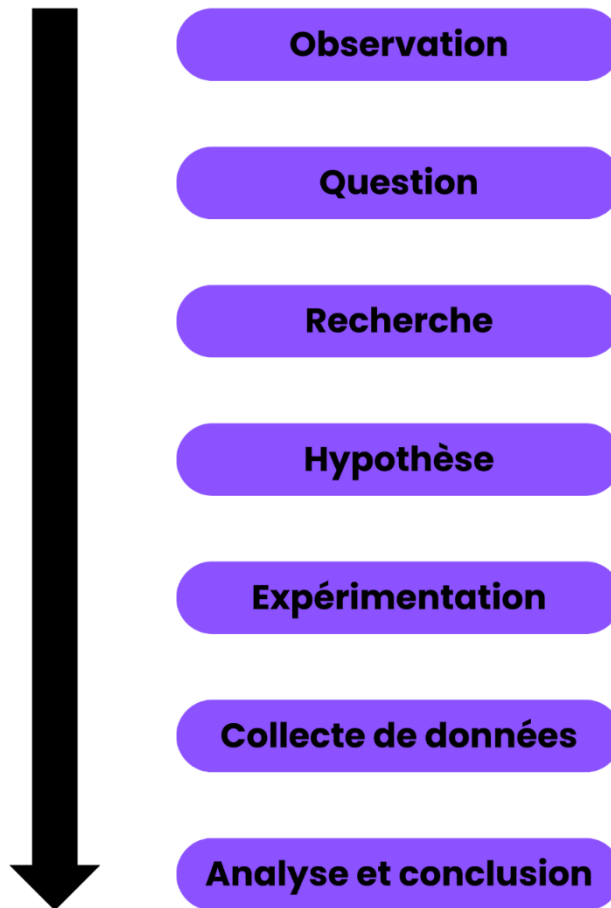 Observation
Question
Recherche
Hypothèse
Expérimentation
Collecte de données
Analyse et conclusion